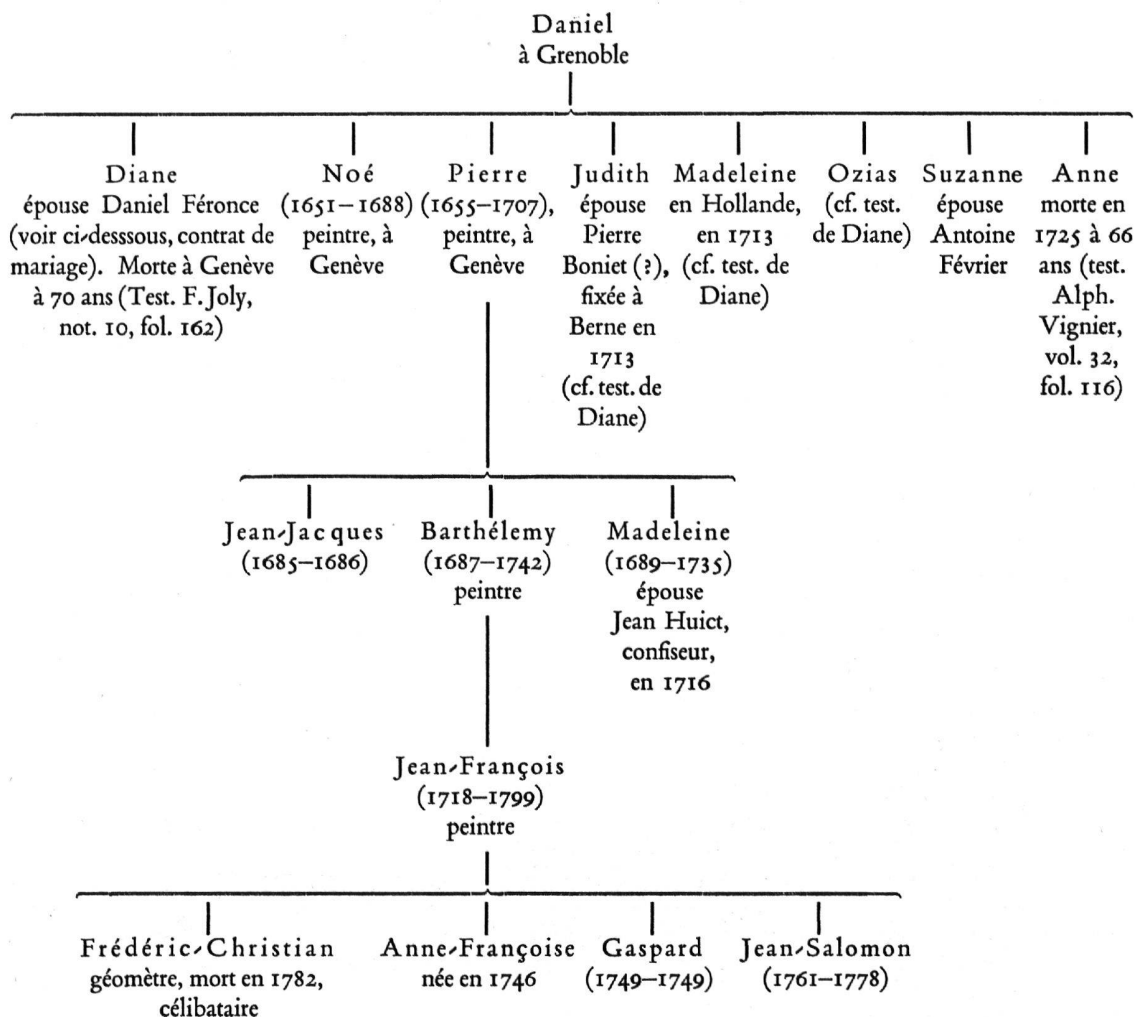 Daniel
à Grenoble
Diane
épouse Daniel Féronce
(voir ci-desssous, contrat de
mariage). Morte à Genève
à 70 ans (Test. F. Joly,
not. 10, fol. 162)
Noé
(1651–1688)
peintre, à
Genève
Pierre
(1655–1707),
peintre, à
Genève
Judith
épouse
Pierre
Boniet (?),
fixée à
Berne en
1713
(cf. test. de
Diane)
Madeleine
en Hollande,
en 1713
(cf. test. de
Diane)
Ozias
(cf. test.
de Diane)
Suzanne
épouse
Antoine
Février
Anne
morte en
1725 à 66
ans (test.
Alph.
Vignier,
vol. 32,
fol. 116)
Jean-Jacques
(1685–1686)
Barthélemy
(1687–1742)
peintre
Madeleine
(1689–1735)
épouse
Jean Huict,
confiseur,
en 1716
Jean-François
(1718–1799)
peintre
Frédéric-Christian
géomètre, mort en 1782,
célibataire
Anne-Françoise
née en 1746
Gaspard
(1749–1749)
Jean-Salomon
(1761–1778)